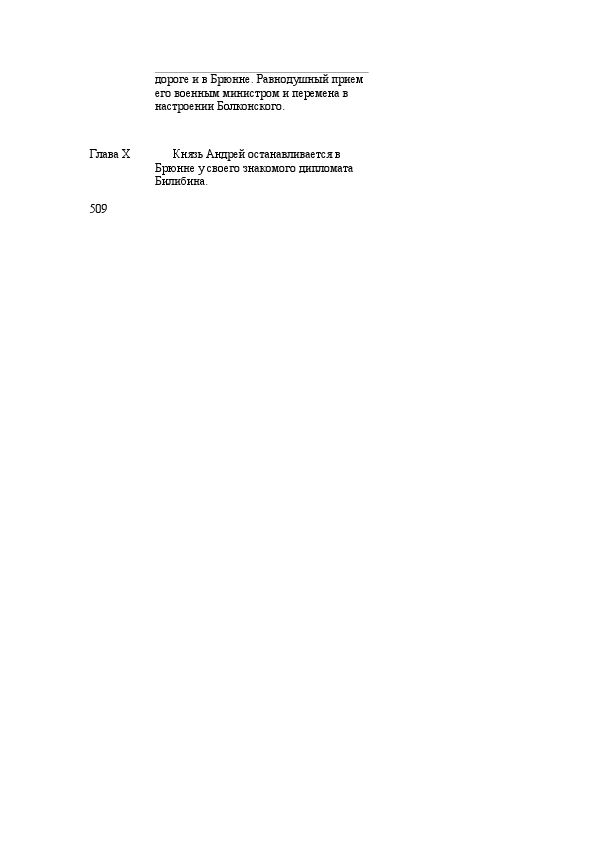 дороге и в Брюнне. Равнодушный прием
его военным министром и перемена в
настроении Болконского.
Глава X Князь Андрей останавливается в
Брюнне у своего знакомого дипломата
Билибина.
509